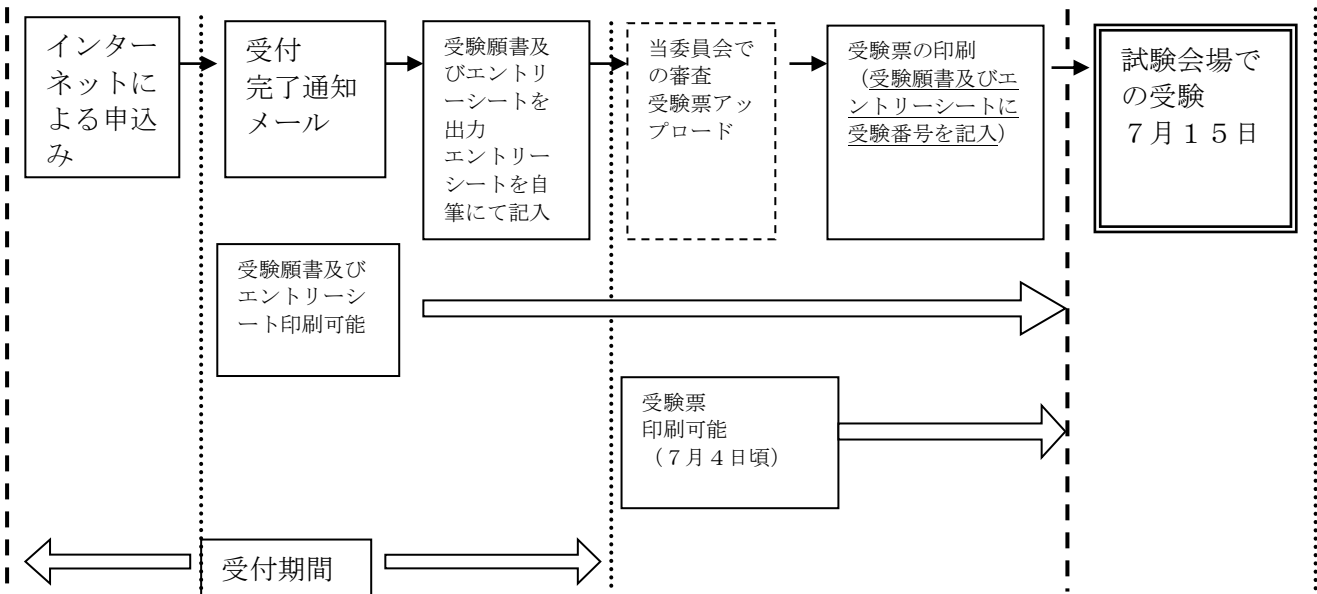 インター
ネットに
よる申込
み
受付
完了通知
メール
受験願書及
びエントリ
ーシートを
出力
エントリー
シートを自
筆にて記入
当委員会で
の審査
受験票アッ
プロード
受験票の印刷
（受験願書及びエ
ントリーシートに
受験番号を記入）
試験会場で
の受験
７月１５日
受験願書及び
エントリーシ
ート印刷可能
受験票
印刷可能
（７月４日頃）
受付期間